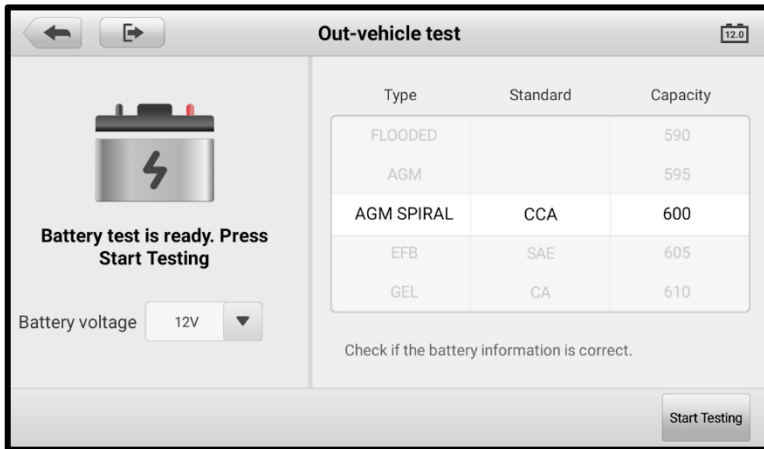 Out-vehicle test
12.0
Battery test is ready. Press
Start Testing
Battery voltage 12V
Type Standard Capacity
FLOODED 590
AGM 595
AGM SPIRAL CCA 600
EFB SAE 605
GEL CA 610
Check if the battery information is correct.
Start Testing